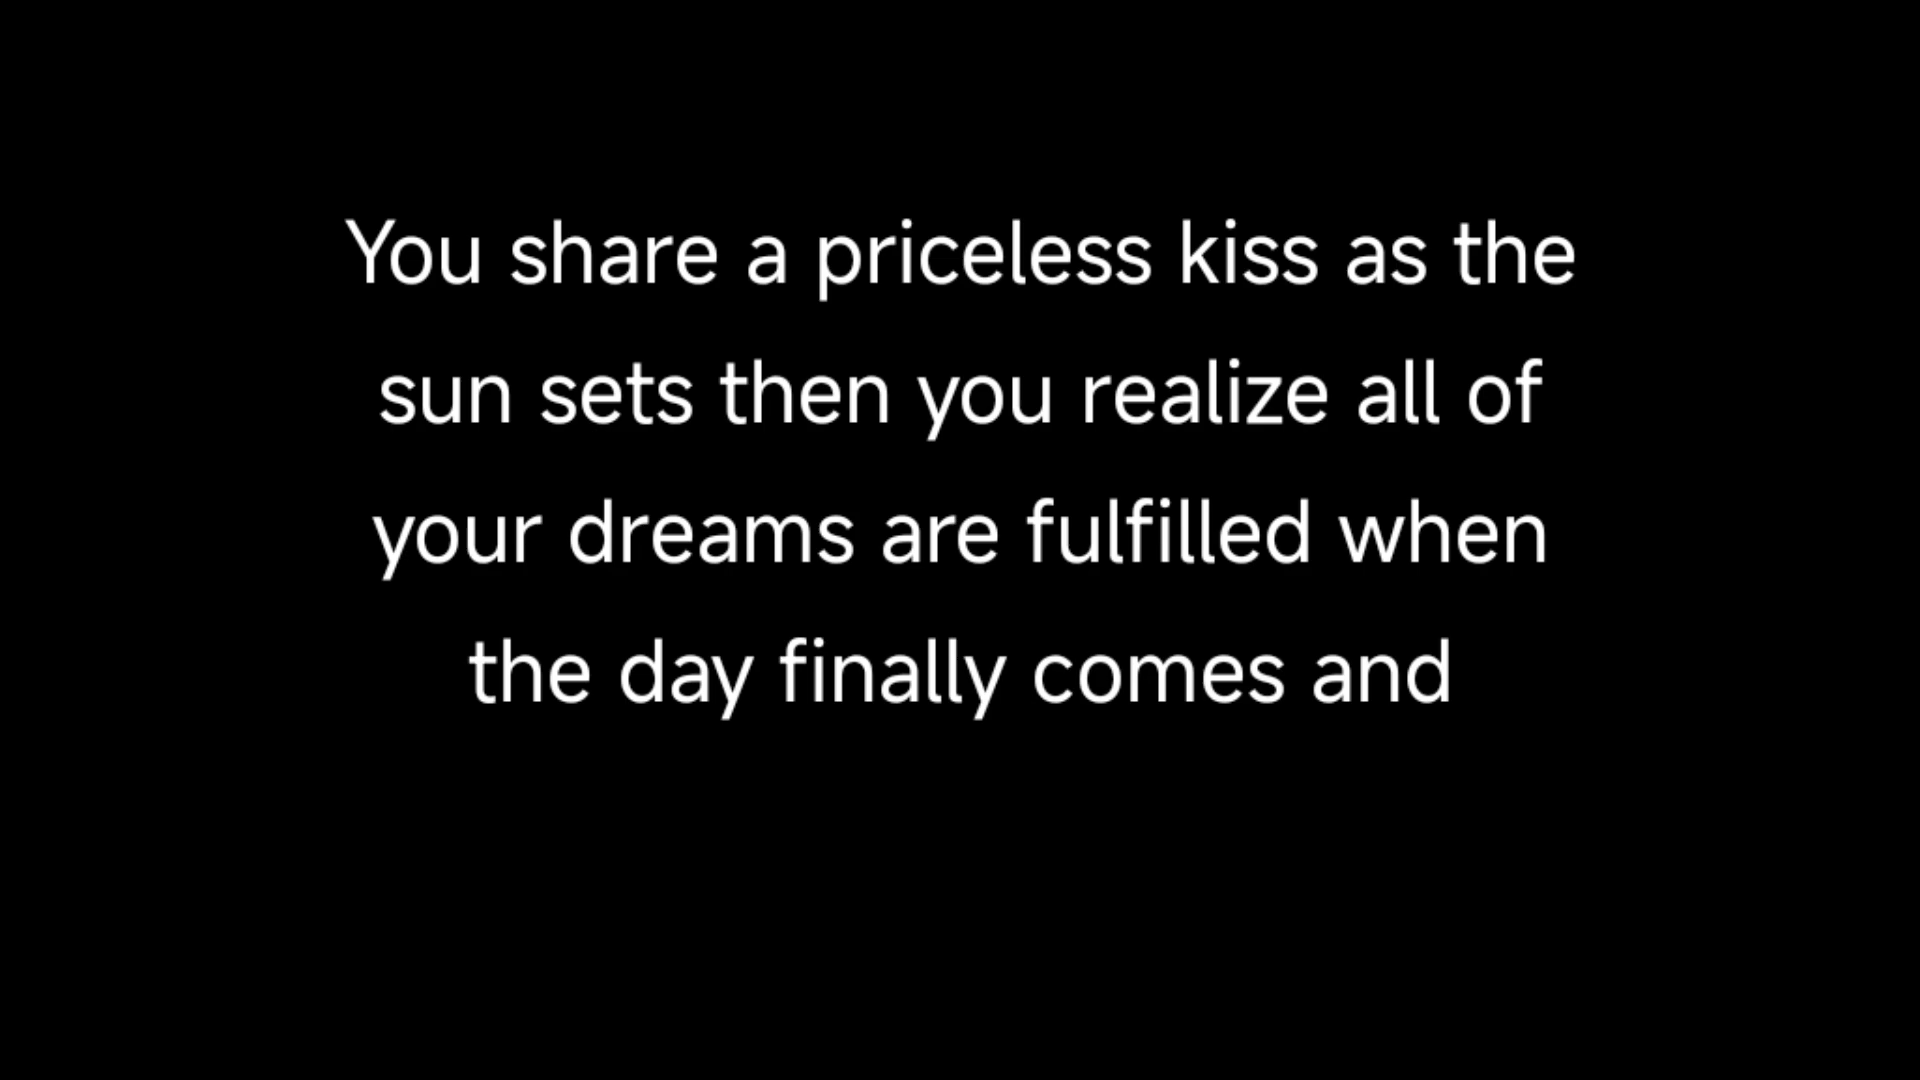 You share a priceless kiss as the
sun sets then you realize all of
your dreams are fulfilled when
the day finally comes and